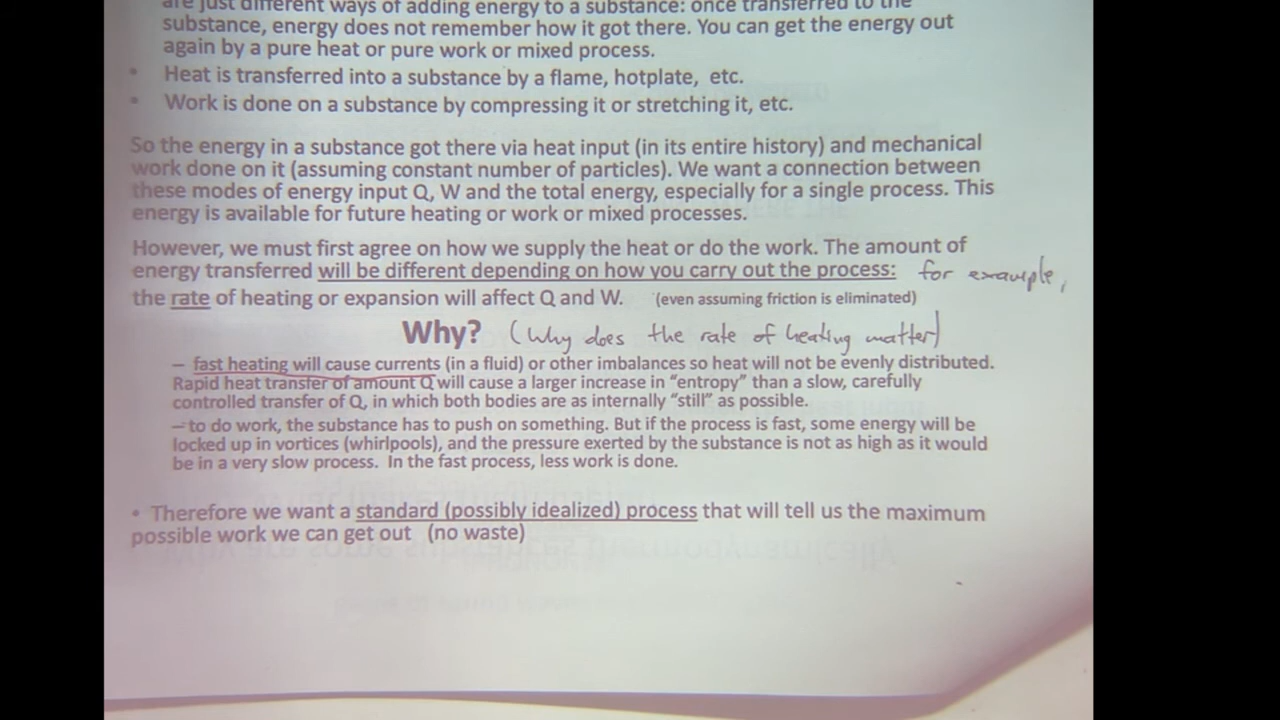 are just different ways of adding energy to a substance: once transferred to the
substance, energy does not remember how it got there. You can get the energy out
again by a pure heat or pure work or mixed process.
• Heat is transferred into a substance by a flame, hotplate, etc.
• Work is done on a substance by compressing it or stretching it, etc.
So the energy in a substance got there via heat input (in its entire history) and mechanical
work done on it (assuming constant number of particles). We want a connection between
these modes of energy input Q, W and the total energy, especially for a single process. This
energy is available for future heating or work or mixed processes.
However, we must first agree on how we supply the heat or do the work. The amount of
energy transferred will be different depending on how you carry out the process: for example,
the rate of heating or expansion will affect Q and W. (even assuming friction is eliminated)
Why? (Why does the rate of heating matter)
– fast heating will cause currents (in a fluid) or other imbalances so heat will not be evenly distributed.
Rapid heat transfer of amount Q will cause a larger increase in "entropy" than a slow, carefully
controlled transfer of Q, in which both bodies are as internally "still" as possible.
– to do work, the substance has to push on something. But if the process is fast, some energy will be
locked up in vortices (whirlpools), and the pressure exerted by the substance is not as high as it would
be in a very slow process. In the fast process, less work is done.
• Therefore we want a standard (possibly idealized) process that will tell us the maximum
possible work we can get out (no waste)